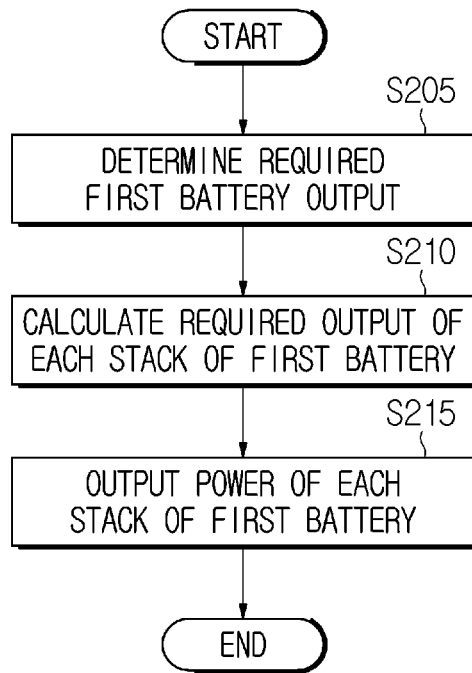 START
S205
DETERMINE REQUIRED
FIRST BATTERY OUTPUT
S210
CALCULATE REQUIRED OUTPUT OF
EACH STACK OF FIRST BATTERY
S215
OUTPUT POWER OF EACH
STACK OF FIRST BATTERY
END